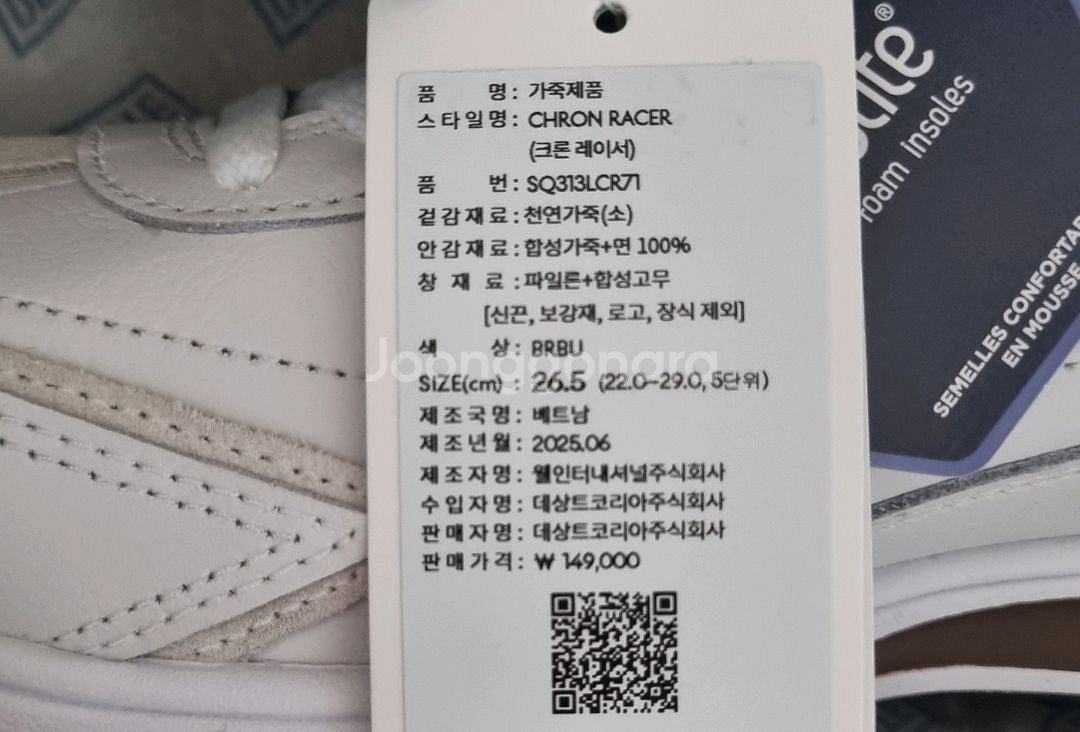 품 명 : 가죽제품
스타일명 : CHRON RACER
(크론 레이서)
품 번 : SQ313LCR71
겉감재료 : 천연가죽(소)
안감재료 : 합성가죽+면 100%
창 재 료 : 파일론+합성고무
[신끈, 보강재, 로고, 장식 제외]
색 상 : BRBU
SiZE(cm) : 26.5 (22.0~29.0, 5단위)
제조국명 : 베트남
제조년월 : 2025.06
제조자명 : 웰인터내셔널주식회사
수입자명 : 데상트코리아주식회사
판매자명 : 데상트코리아주식회사
판매가격 : ₩ 149,000
Joonggonara
foam insoles
SEMELLES CONFORTA
EN MOUSSE